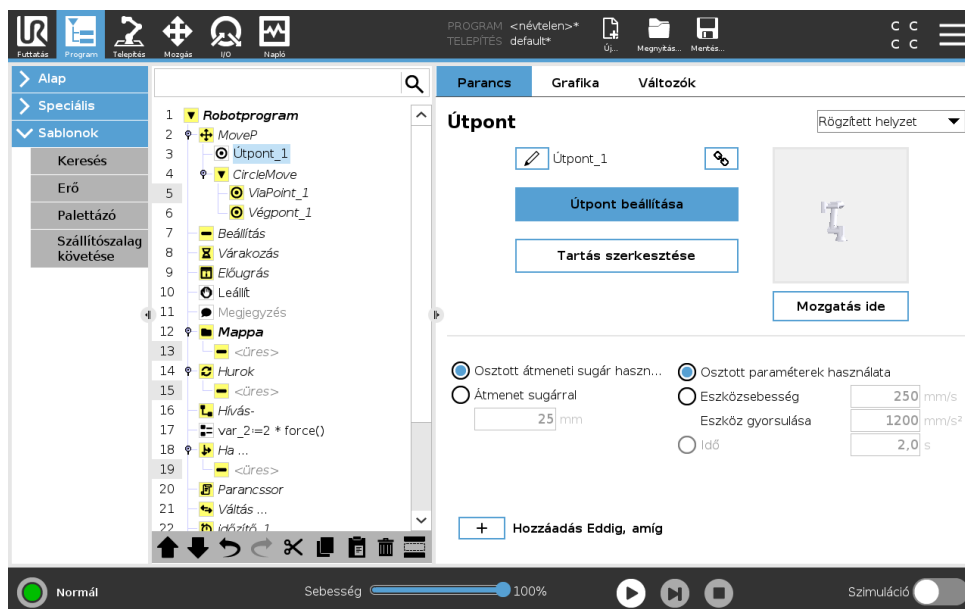 PROGRAM <névtelen>*
TELEPÍTÉS default*
Futtatás
Program
Telepítés
Mozgás
I/O
Napló
Új...
Megnyitás...
Mentés...
C C
C C
Alap
Speciális
Sablonok
Keresés
Erő
Palettázó
Szállítószalag
követése
1 Robotprogram
2 MoveP
3 Útpont_1
4 CircleMove
5 ViaPoint_1
6 Végpont_1
7 Beállítás
8 Várakozás
9 Előugrás
10 Leállít
11 Megjegyzés
12 Mappa
13 <üres>
14 Hurok
15 <üres>
16 Hívás-
17 var_2:=2 * force()
18 Ha ...
19 <üres>
20 Parancssor
21 Váltás ...
22 Időzítő_1
Parancs
Grafika
Változók
Útpont
Rögzített helyzet
Útpont_1
Útpont beállítása
Tartás szerkesztése
Mozgatás ide
Osztott átmeneti sugár haszn...
Átmenet sugárral
25 mm
Osztott paraméterek használata
Eszközsebesség 250 mm/s
Eszköz gyorsulása 1200 mm/s²
Idő 2,0 s
+ Hozzáadás Eddig, amíg
Normál
Sebesség 100%
Szimuláció